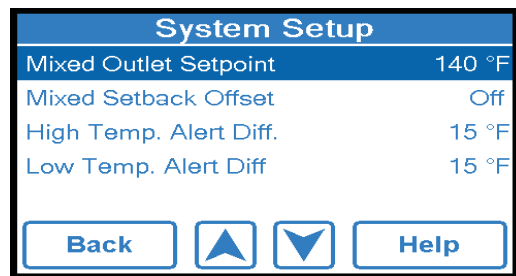 System Setup
Mixed Outlet Setpoint 140 °F
Mixed Setback Offset Off
High Temp. Alert Diff. 15 °F
Low Temp. Alert Diff 15 °F
Back Help